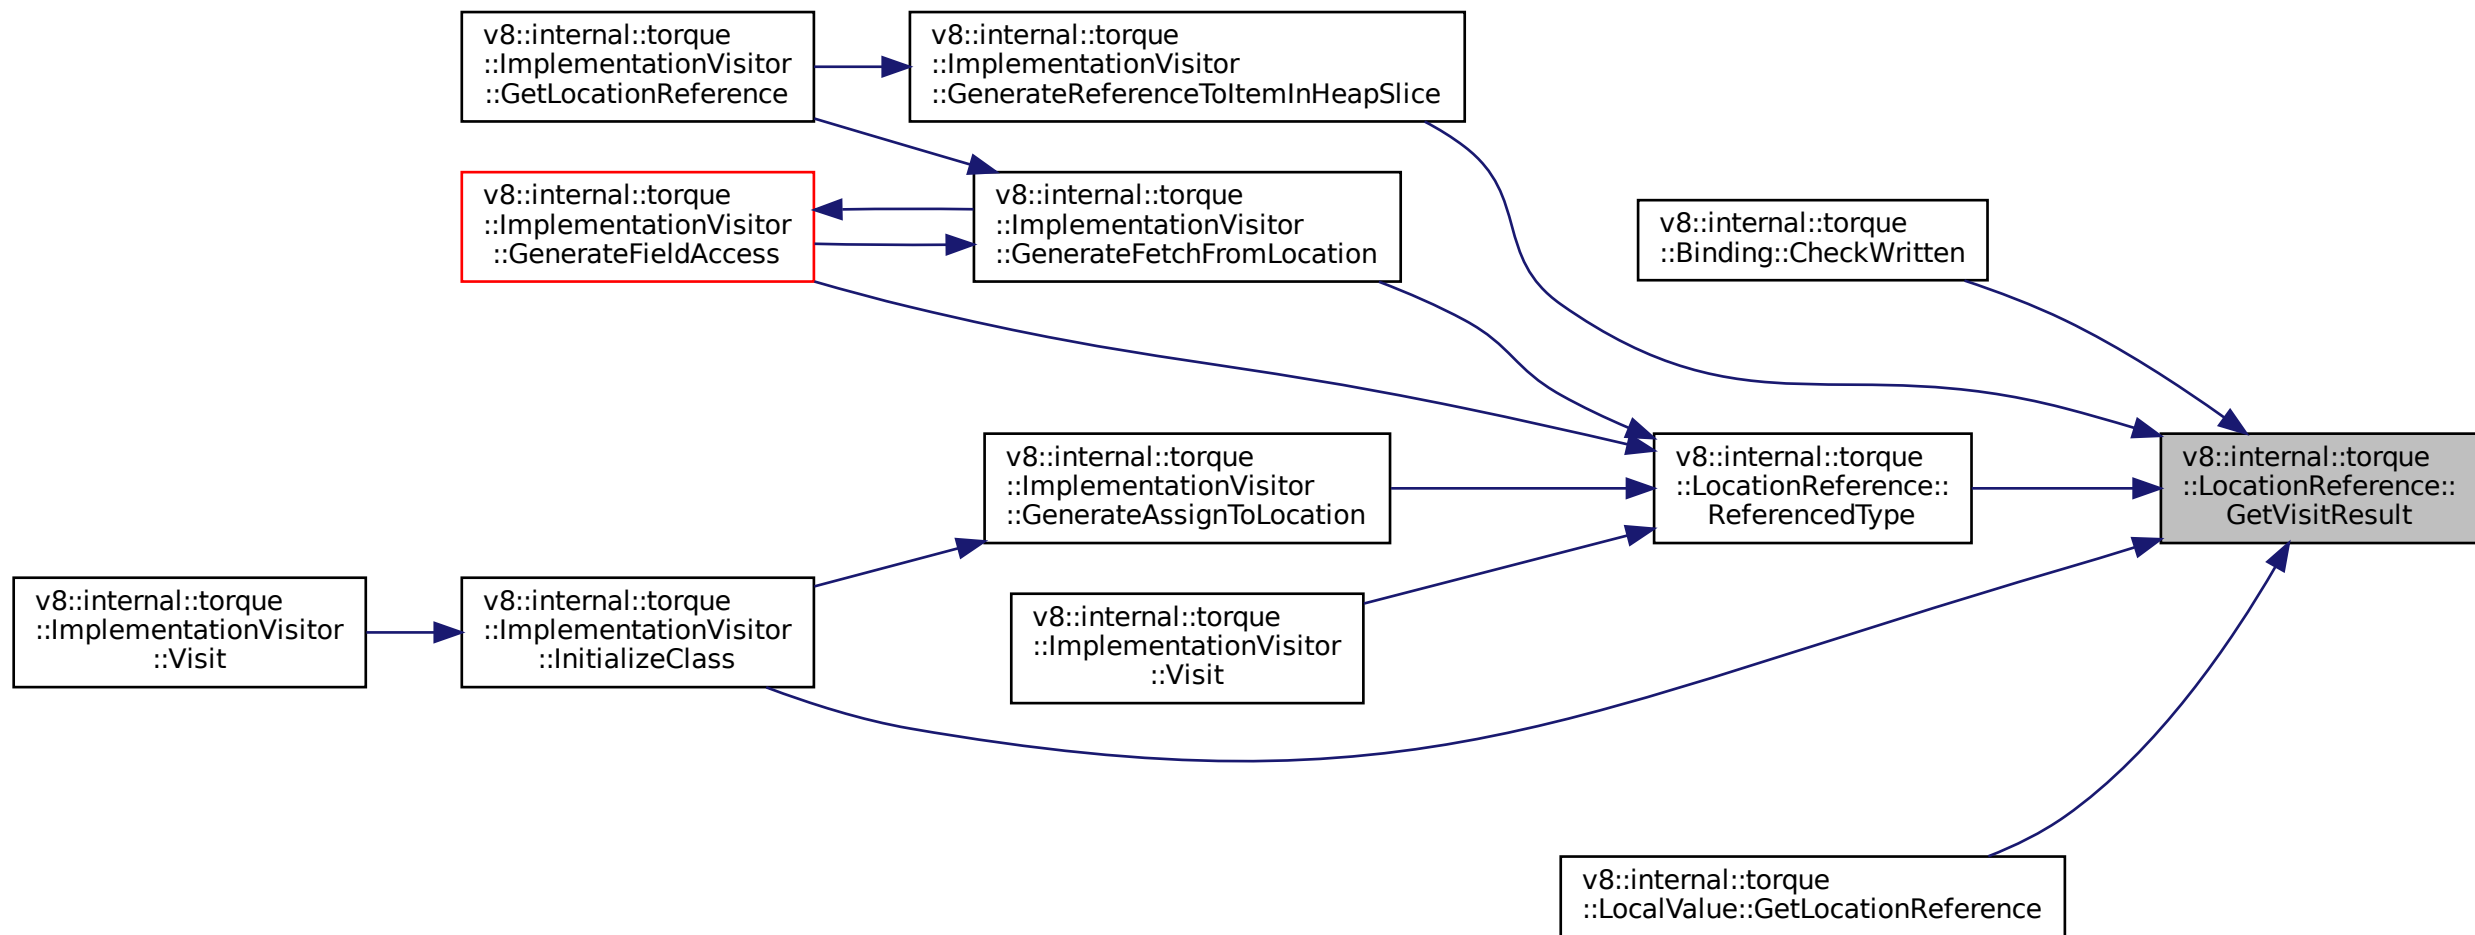 v8::internal::torque
::ImplementationVisitor
::GetLocationReference
v8::internal::torque
::ImplementationVisitor
::GenerateReferenceToItemInHeapSlice
v8::internal::torque
::ImplementationVisitor
::GenerateFieldAccess
v8::internal::torque
::ImplementationVisitor
::GenerateFetchFromLocation
v8::internal::torque
::Binding::CheckWritten
v8::internal::torque
::ImplementationVisitor
::GenerateAssignToLocation
v8::internal::torque
::LocationReference::
ReferencedType
v8::internal::torque
::LocationReference::
GetVisitResult
v8::internal::torque
::ImplementationVisitor
::Visit
v8::internal::torque
::ImplementationVisitor
::InitializeClass
v8::internal::torque
::ImplementationVisitor
::Visit
v8::internal::torque
::LocalValue::GetLocationReference